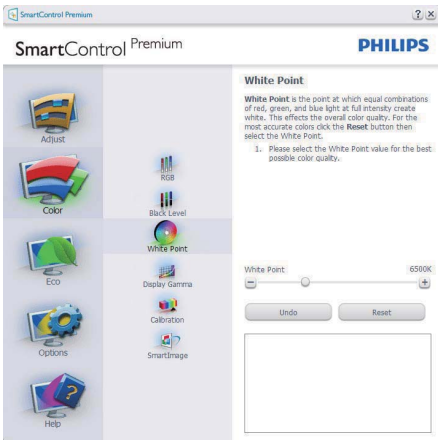 SmartControl Premium
? ×
SmartControl Premium
PHILIPS
Adjust
Color
Eco
Options
Help
RGB
Black Level
White Point
Display Gamma
Calibration
SmartImage
White Point
White Point is the point at which equal combinations
of red, green, and blue light at full intensity create
white. This effects the overall color quality. For the
most accurate colors click the Reset button then
select the White Point.
1. Please select the White Point value for the best
possible color quality.
White Point 6500K
Undo Reset